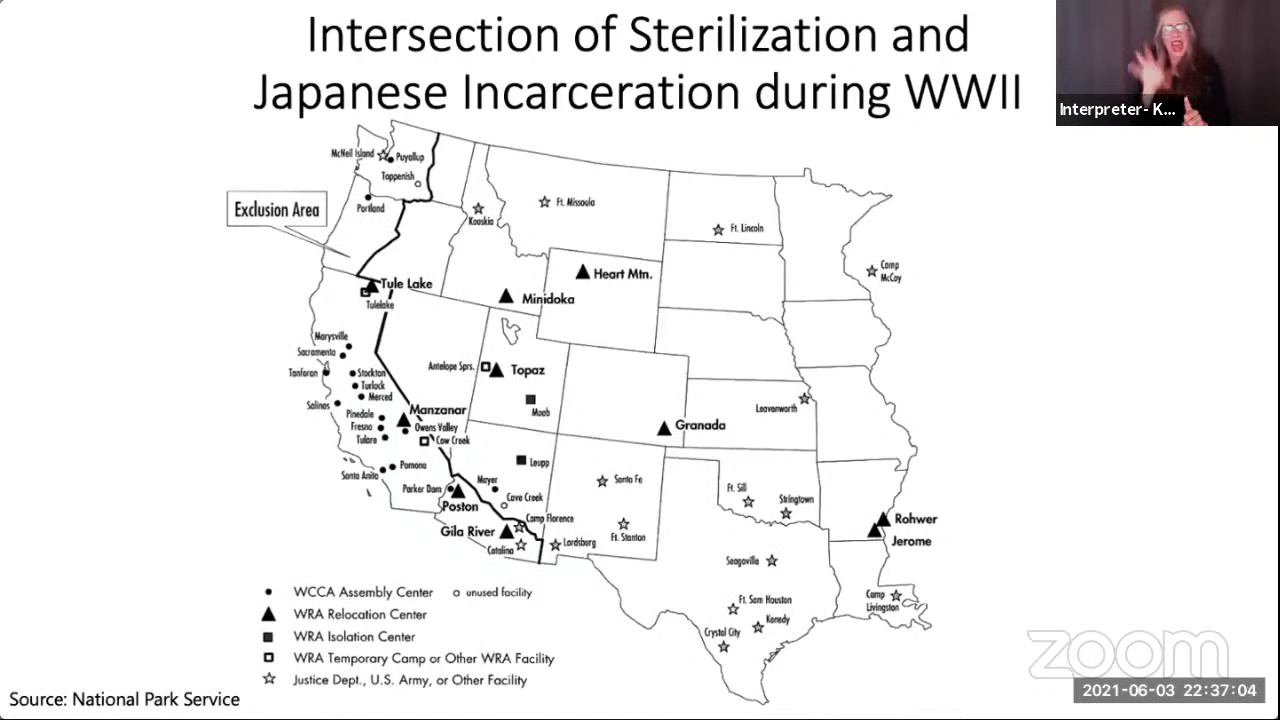 Intersection of Sterilization and
Japanese Incarceration during WWII
Interpreter- K...
McNeil Island
Puyallup
Toppenish
Portland
Exclusion Area
Kooskia
Ft. Missoula
Ft. Lincoln
Camp
McCoy
Heart Mtn.
Tule Lake
Tulelake
Minidoka
Marysville
Sacramento
Tanforan
Stockton
Turlock
Merced
Salinas
Pinedale
Fresno
Tulare
Manzanar
Owens Valley
Cow Creek
Antelope Sprs.
Topaz
Moab
Leavenworth
Granada
Pomona
Santa Anita
Leupp
Parker Dam
Poston
Mayer
Cave Creek
Santa Fe
Ft. Sill
Stringtown
Camp Florence
Gila River
Catalina
Lordsburg
Ft. Stanton
Rohwer
Jerome
Seagoville
Ft. Sam Houston
Kenedy
Crystal City
Camp
Livingston
WCCA Assembly Center
unused facility
WRA Relocation Center
WRA Isolation Center
WRA Temporary Camp or Other WRA Facility
Justice Dept., U.S. Army, or Other Facility
Source: National Park Service
zoom
2021-06-03 22:37:04